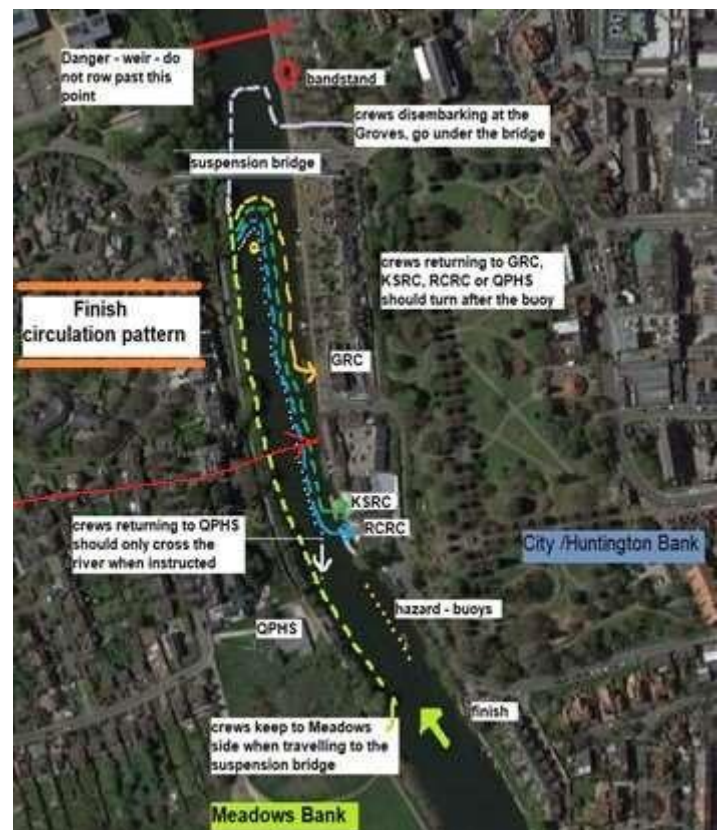 Danger - weir - do
not row past this
point
bandstand
crews disembarking at the
Groves, go under the bridge
suspension bridge
crews returning to GRC,
KSRC, RCRC or QPHS
should turn after the buoy
Finish
circulation pattern
GRC
KSRC
RCRC
crews returning to QPHS
should only cross the
river when instructed
City /Huntington Bank
hazard - buoys
QPHS
finish
crews keep to Meadows
side when travelling to the
suspension bridge
Meadows Bank